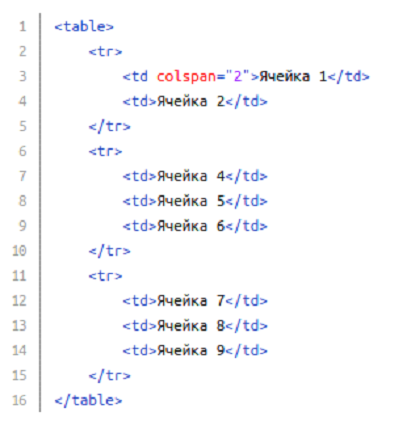 1 <table>
2 <tr>
3 <td colspan="2">Ячейка 1</td>
4 <td>Ячейка 2</td>
5 </tr>
6 <tr>
7 <td>Ячейка 4</td>
8 <td>Ячейка 5</td>
9 <td>Ячейка 6</td>
10 </tr>
11 <tr>
12 <td>Ячейка 7</td>
13 <td>Ячейка 8</td>
14 <td>Ячейка 9</td>
15 </tr>
16 </table>